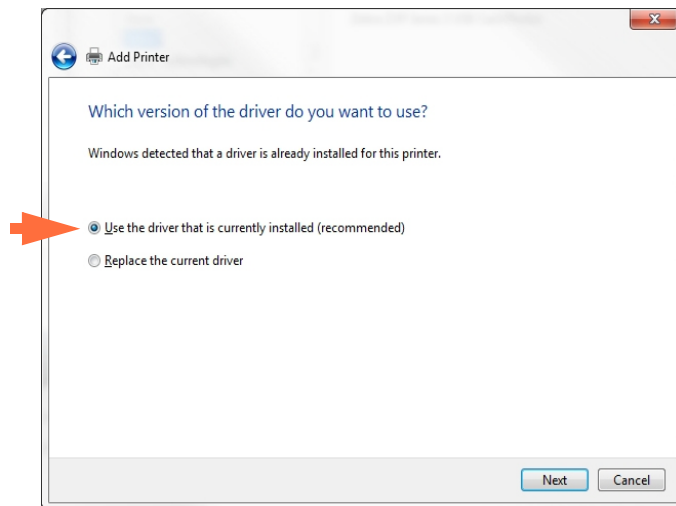 Add Printer
Which version of the driver do you want to use?
Windows detected that a driver is already installed for this printer.
Use the driver that is currently installed (recommended)
Replace the current driver
Next
Cancel